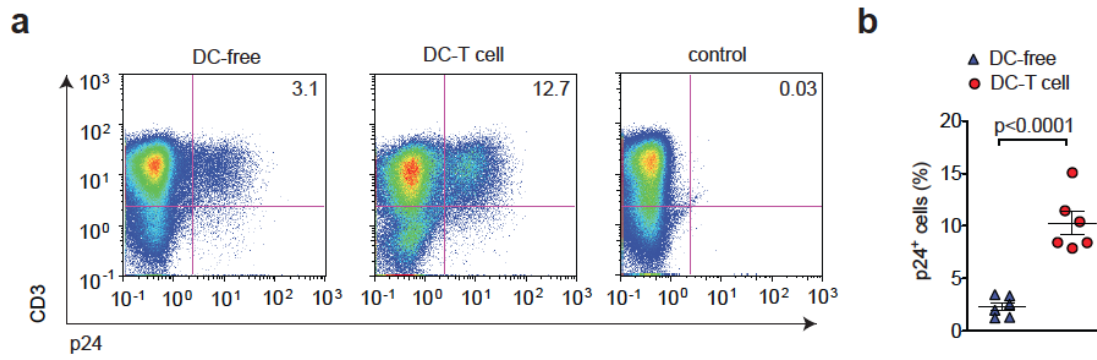 a
DC-free
DC-T cell
control
10³
10²
10¹
10⁰
10⁻¹
3.1
12.7
0.03
10⁻¹ 10⁰ 10¹ 10² 10³
10⁻¹ 10⁰ 10¹ 10² 10³
10⁻¹ 10⁰ 10¹ 10² 10³
CD3
p24
b
DC-free
DC-T cell
p<0.0001
p24⁺ cells (%)
20
15
10
5
0